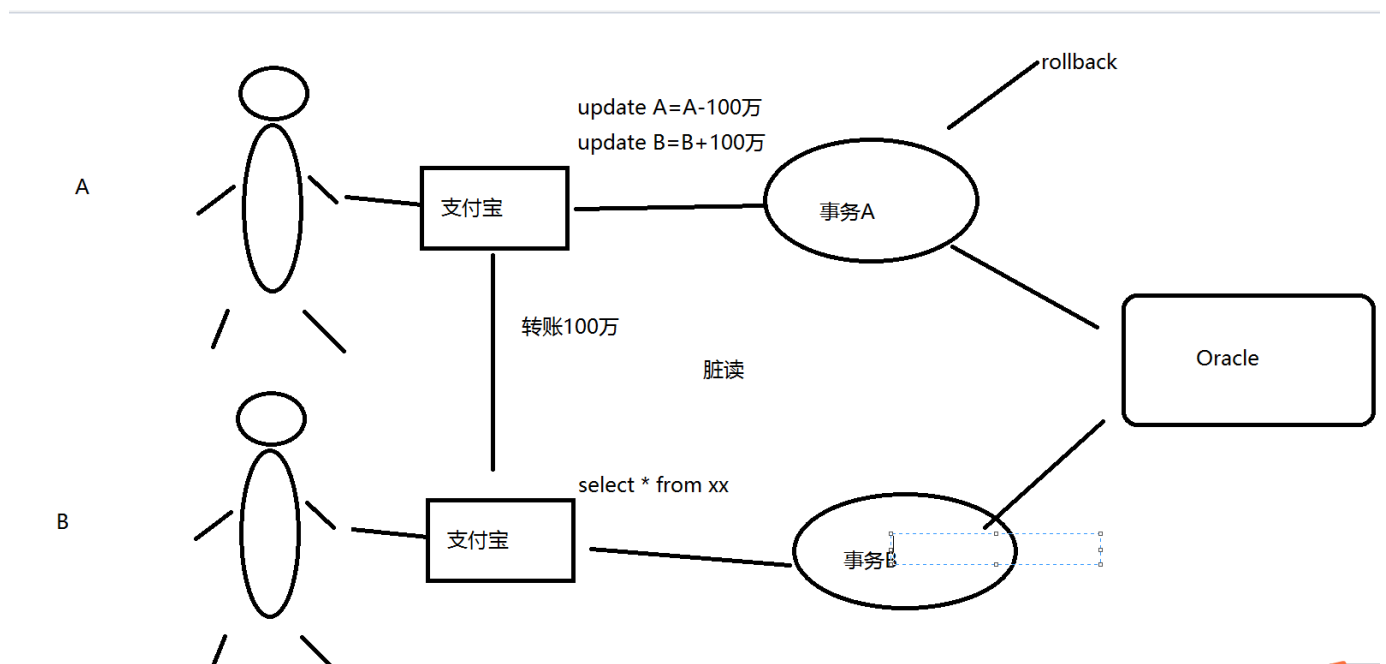 rollback
update A=A-100万
update B=B+100万
A
支付宝
事务A
转账100万
Oracle
脏读
select * from xx
B
支付宝
事务B